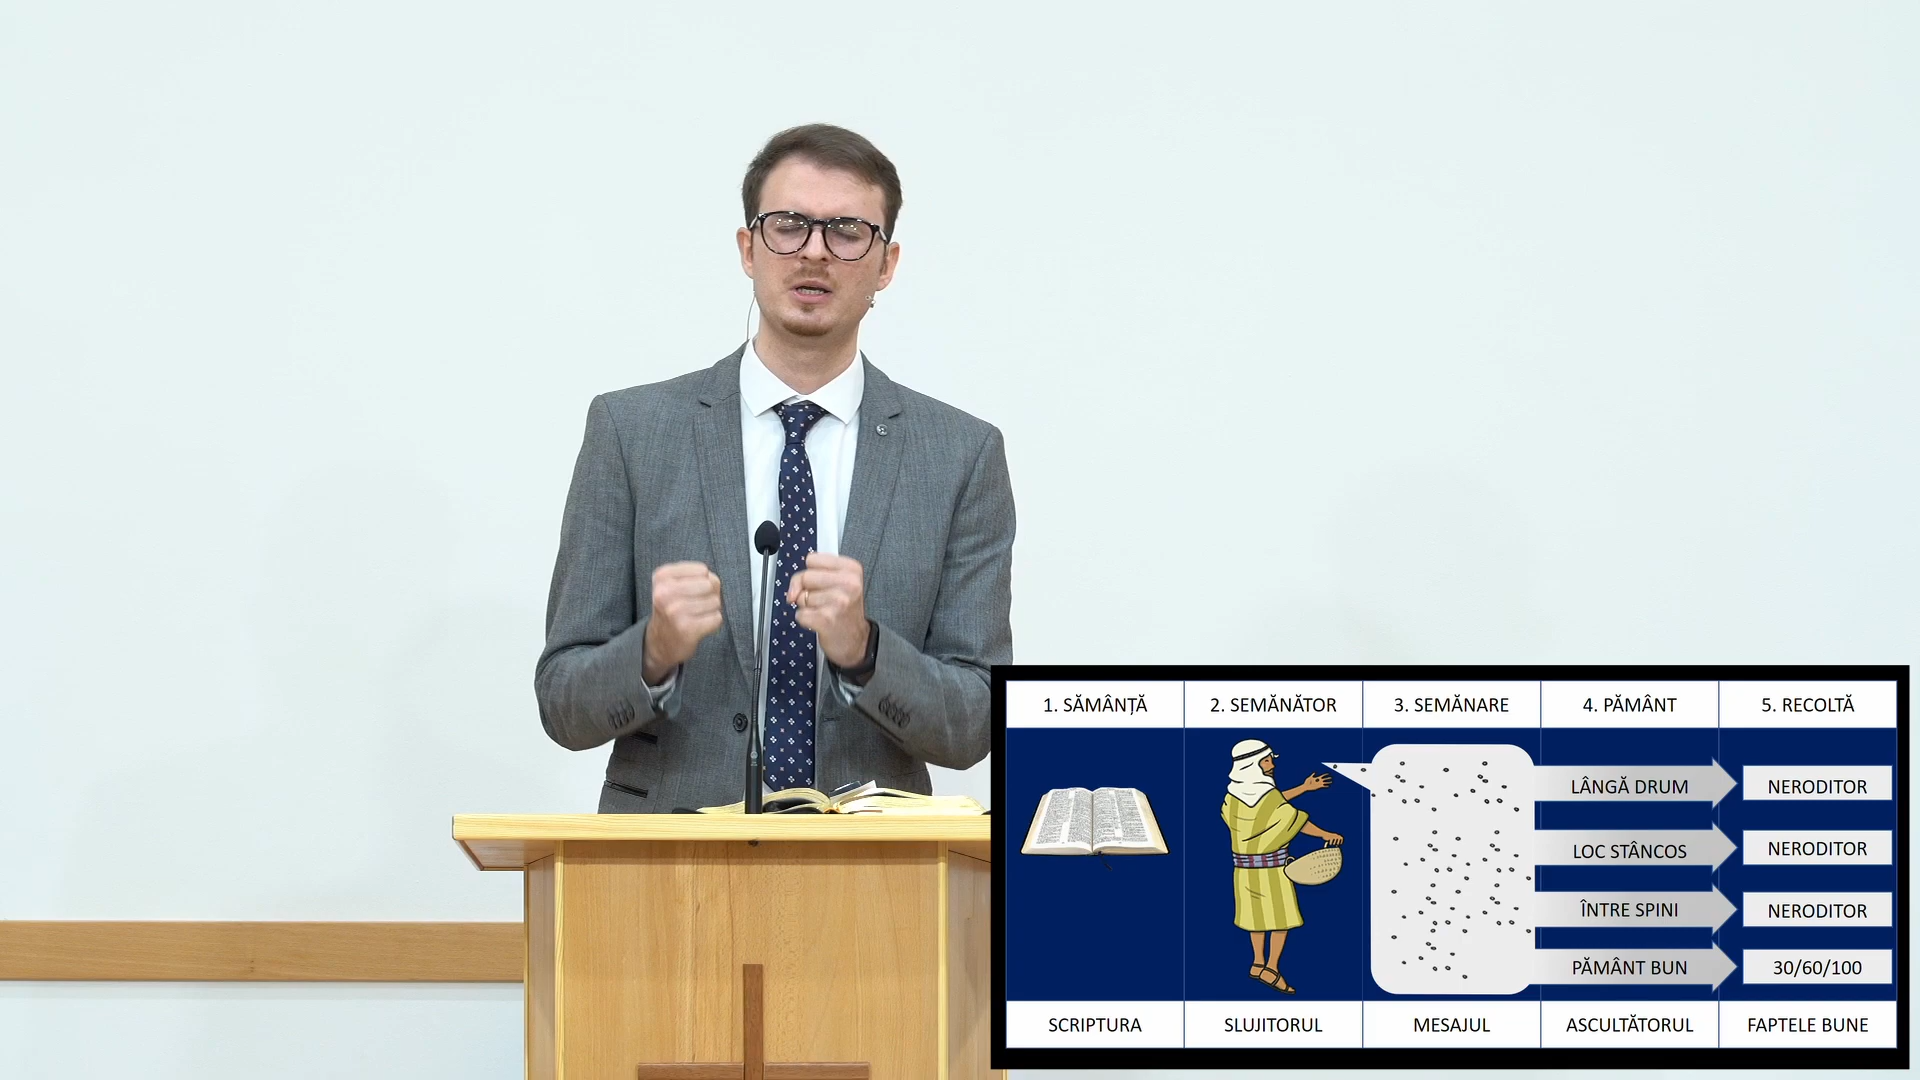 1. SĂMÂNȚĂ
2. SEMĂNĂTOR
3. SEMĂNARE
4. PĂMÂNT
5. RECOLTĂ
LÂNGĂ DRUM
NERODITOR
LOC STÂNCOS
NERODITOR
ÎNTRE SPINI
NERODITOR
PĂMÂNT BUN
30/60/100
SCRIPTURA
SLUJITORUL
MESAJUL
ASCULTĂTORUL
FAPTELE BUNE